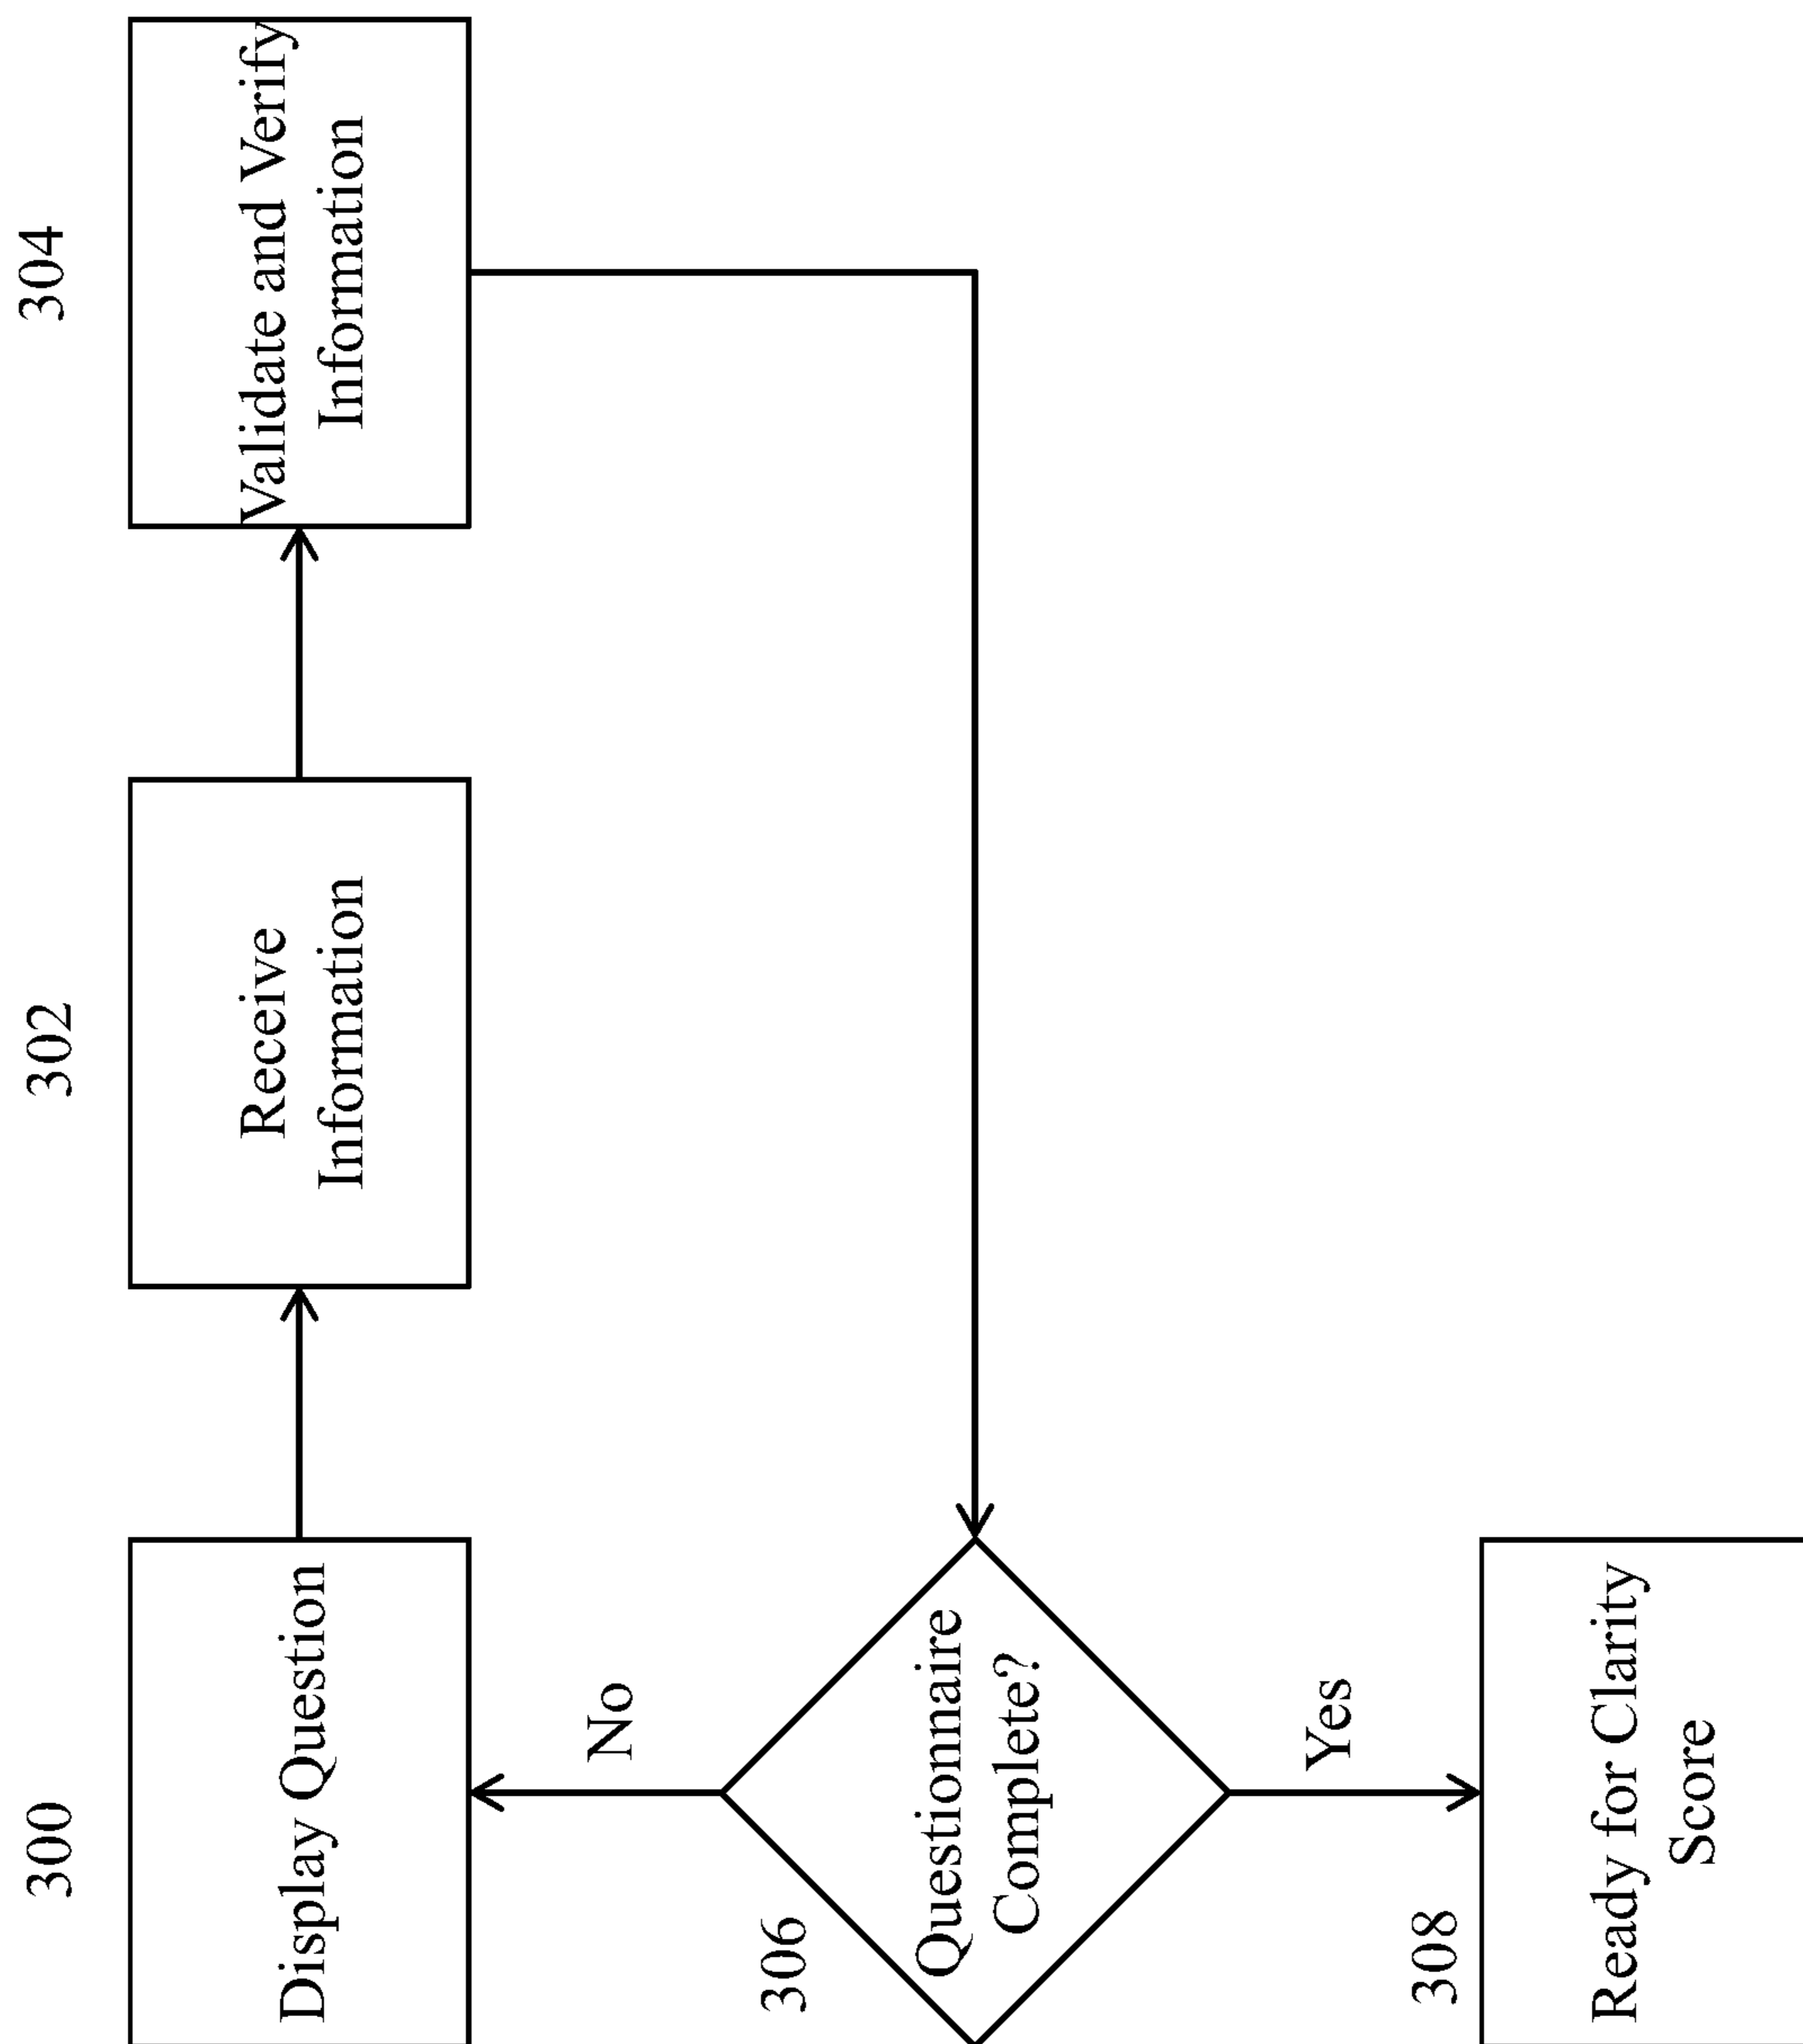 300
Display Question
302
Receive
Information
304
Validate and Verify
Information
306
Questionnaire
Complete?
No
Yes
308
Ready for Clarity
Score